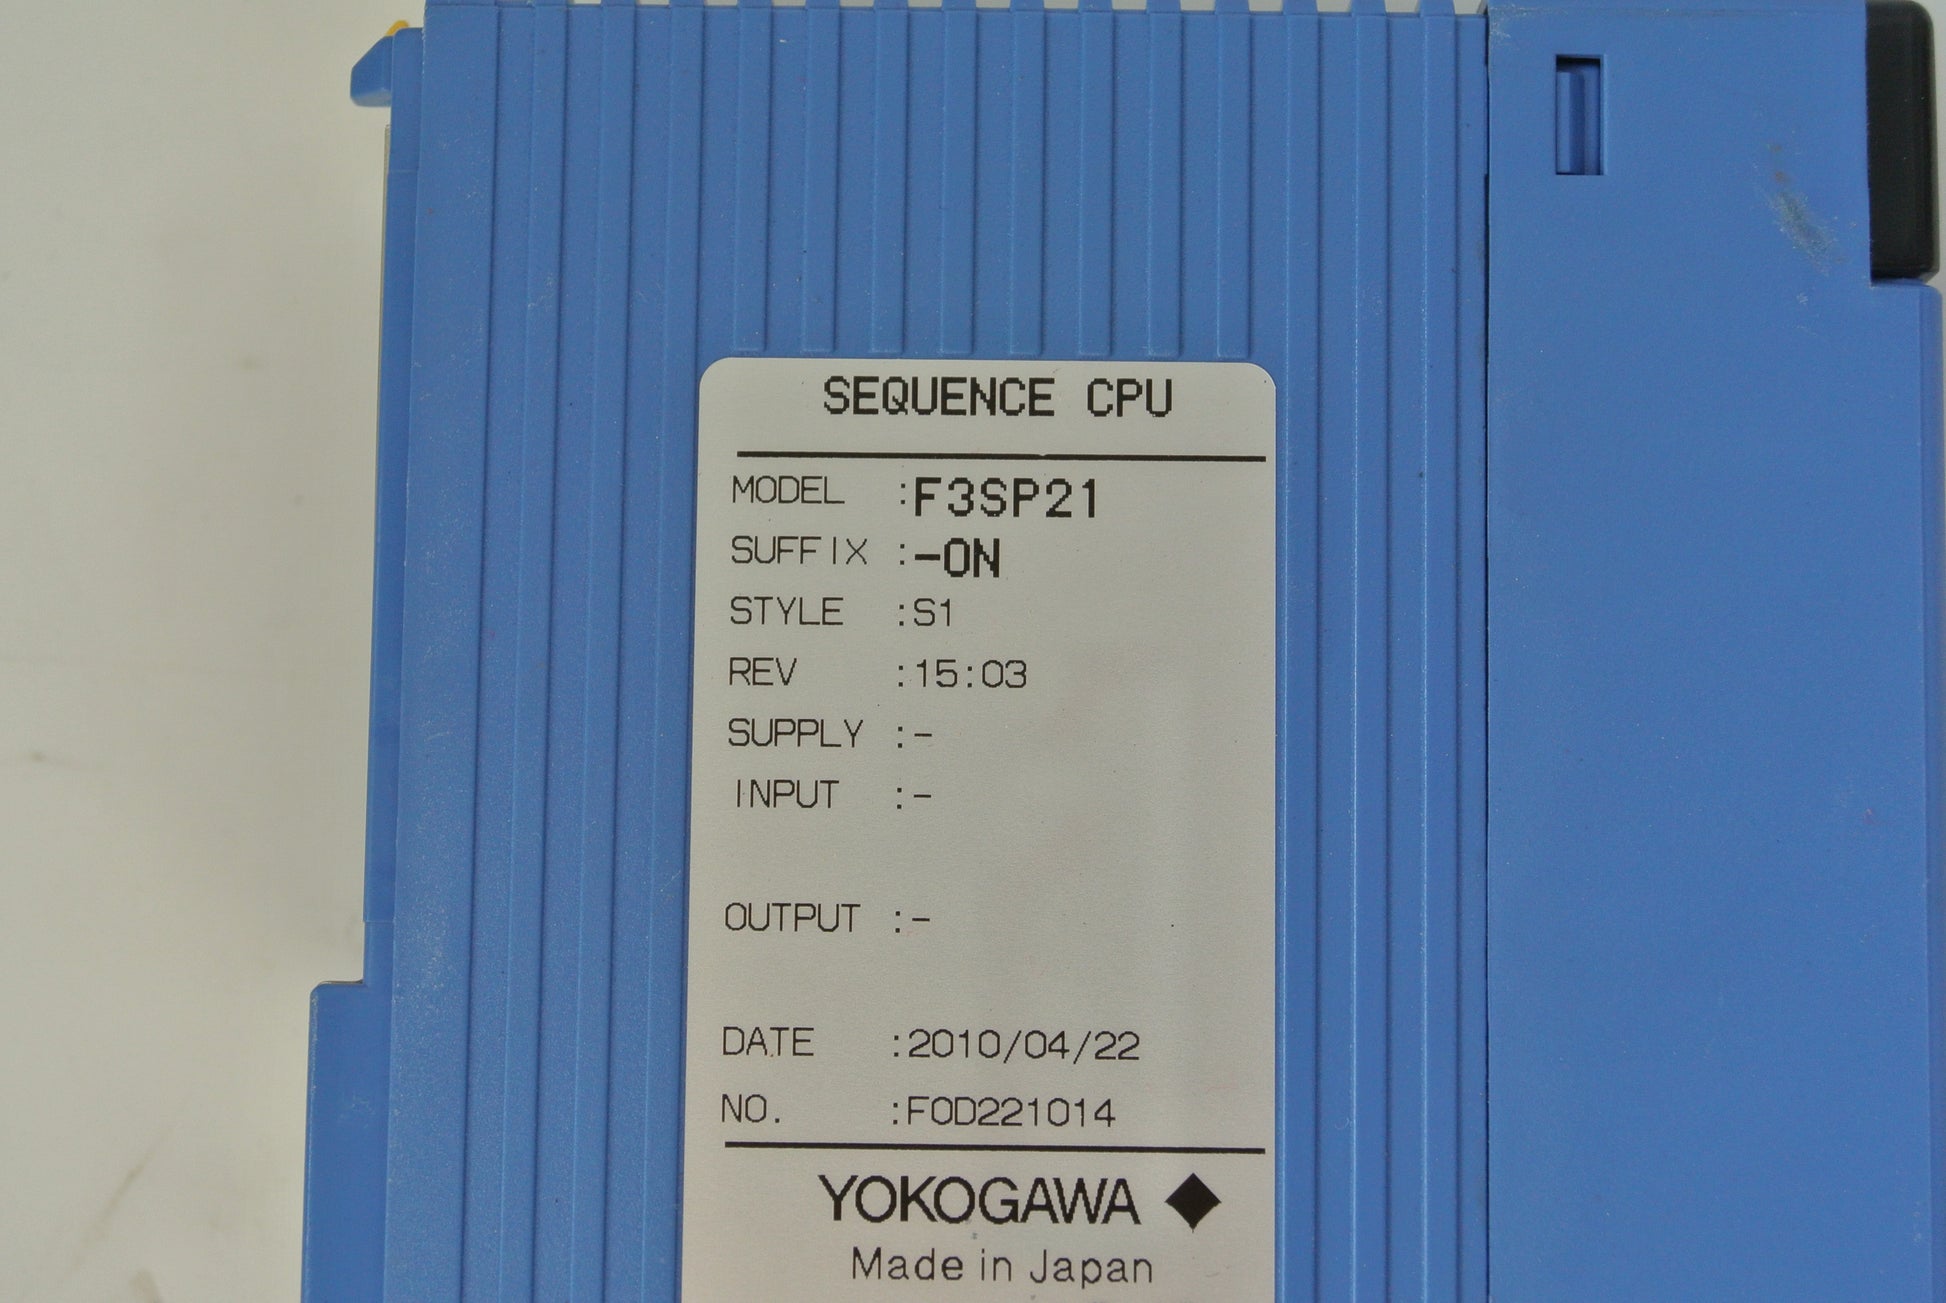 SEQUENCE CPU
MODEL :F3SP21
SUFFIX :-0N
STYLE :S1
REV :15:03
SUPPLY :-
INPUT :-
OUTPUT :-
DATE :2010/04/22
NO. :F0D221014
YOKOGAWA
Made in Japan